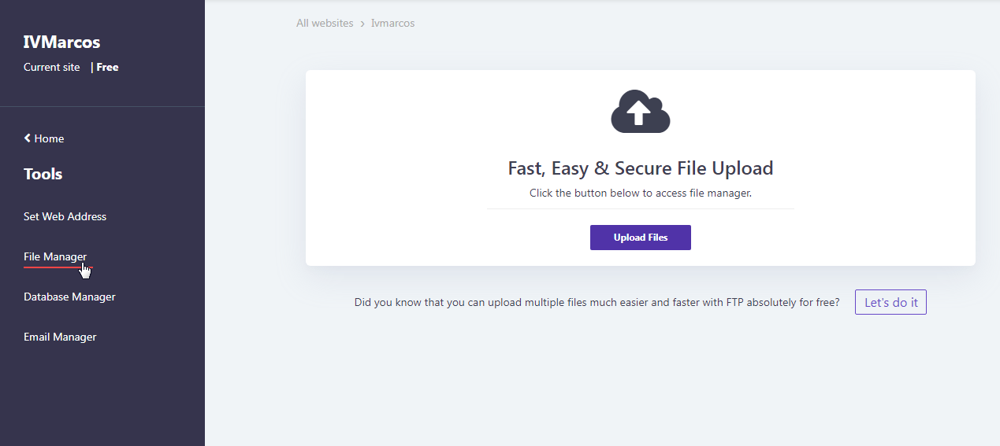 IVMarcos
Current site | Free
Home
Tools
Set Web Address
File Manager
Database Manager
Email Manager
All websites › Ivmarcos
Fast, Easy & Secure File Upload
Click the button below to access file manager.
Upload Files
Did you know that you can upload multiple files much easier and faster with FTP absolutely for free?
Let's do it